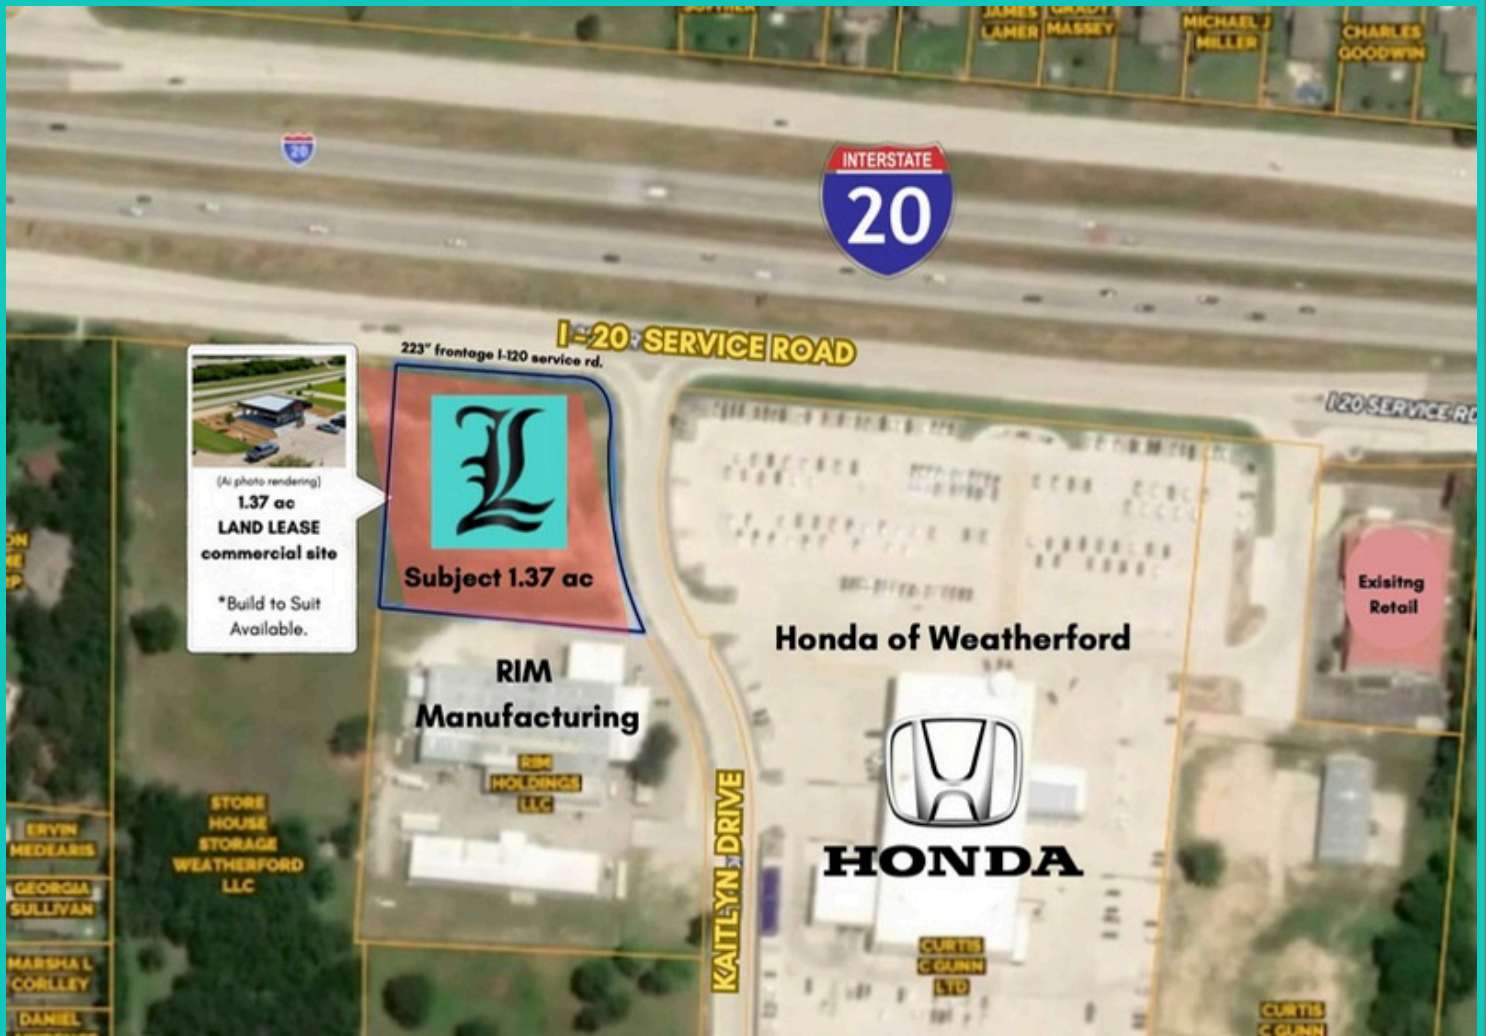 JAMES
LAMER
GRADY
MASSEY
MICHAEL J
MILLER
CHARLES
GOODWIN
20
INTERSTATE
20
I - 20 SERVICE ROAD
223" frontage I-120 service rd.
I 20 SERVICE RD
(Ai photo rendering)
1.37 ac
LAND LEASE
commercial site
*Build to Suit
Available.
L
Subject 1.37 ac
Exisitng
Retail
Honda of Weatherford
RIM
Manufacturing
RIM
HOLDINGS
LLC
HONDA
KAITLYN DRIVE
STORE
HOUSE
STORAGE
WEATHERFORD
LLC
ERVIN
MEDEARIS
GEORGIA
SULLIVAN
MARSHA L
CORLLEY
DANIEL
CURTIS
C GUNN
LTD
CURTIS
C GUNN